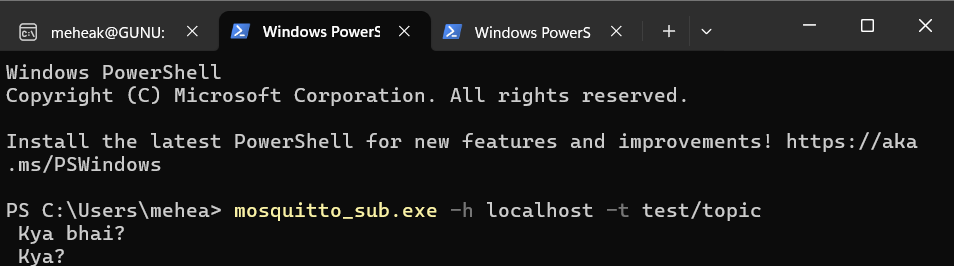 meheak@GUNU:
Windows PowerS
Windows PowerS
Windows PowerShell
Copyright (C) Microsoft Corporation. All rights reserved.
Install the latest PowerShell for new features and improvements! https://aka
.ms/PSWindows
PS C:\Users\mehea> mosquitto_sub.exe -h localhost -t test/topic
Kya bhai?
Kya?